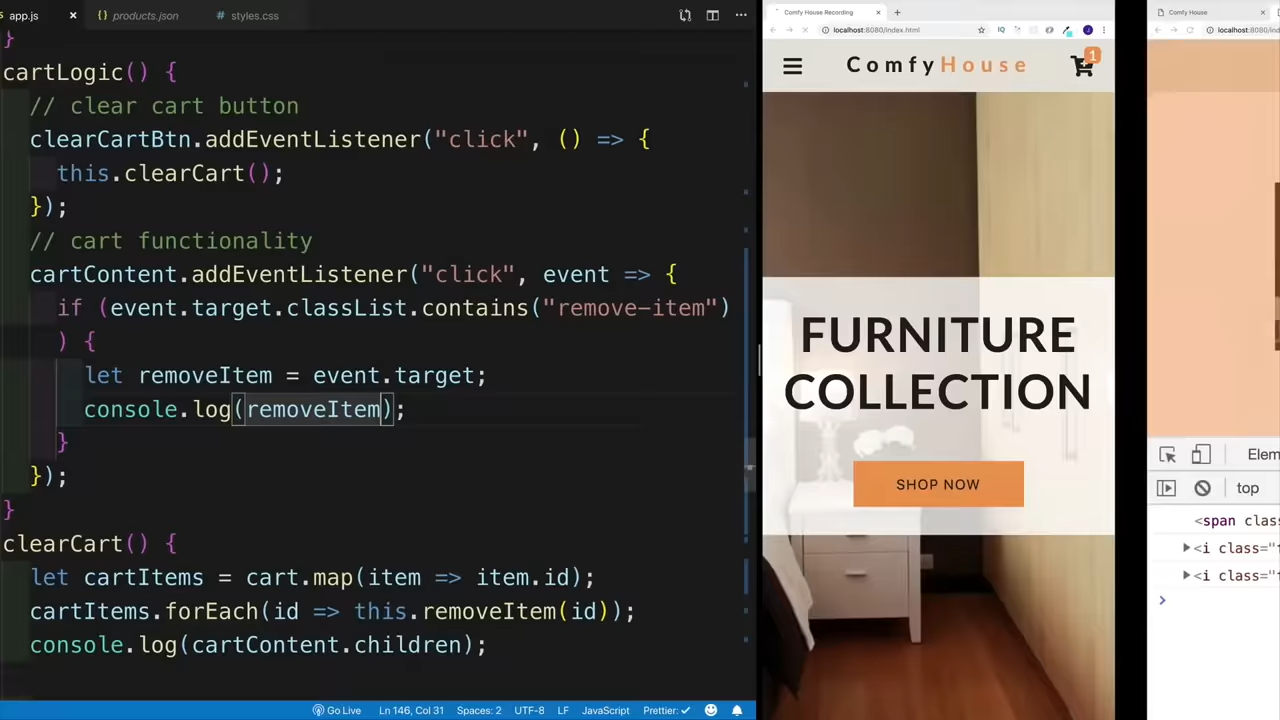 app.js
products.json
styles.css
}
cartLogic() {
// clear cart button
clearCartBtn.addEventListener("click", () => {
this.clearCart();
});
// cart functionality
cartContent.addEventListener("click", event => {
if (event.target.classList.contains("remove-item")
) {
let removeItem = event.target;
console.log(removeItem);
}
});
}
clearCart() {
let cartItems = cart.map(item => item.id);
cartItems.forEach(id => this.removeItem(id));
console.log(cartContent.children);
Go Live
Ln 146, Col 31
Spaces: 2
UTF-8
LF
JavaScript
Prettier: ✓
Comfy House Recording
localhost:8080/index.html
ComfyHouse
1
FURNITURE
COLLECTION
SHOP NOW
Comfy House
localhost:8080/ind
Elem
top
<span clas
<i class="f
<i class="f